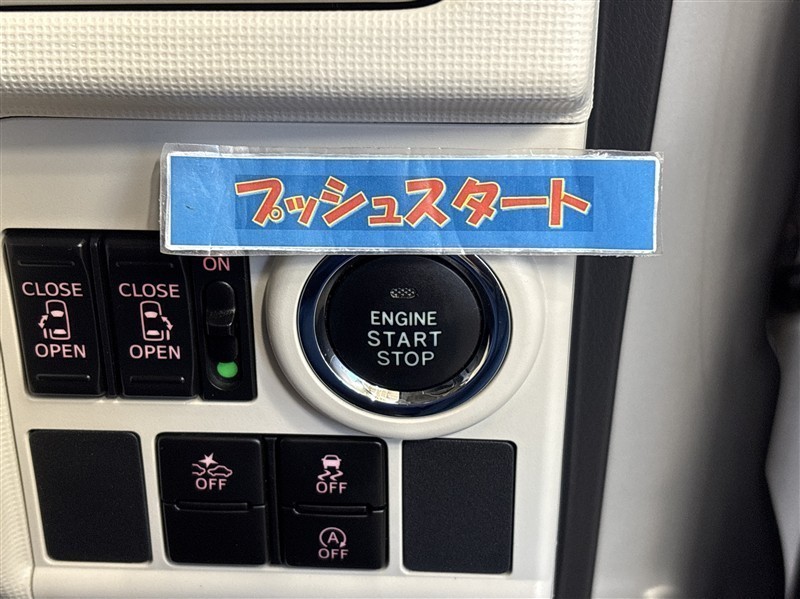 プッシュスタート
ON
CLOSE
OPEN
CLOSE
OPEN
ENGINE
START
STOP
OFF
OFF
A
OFF